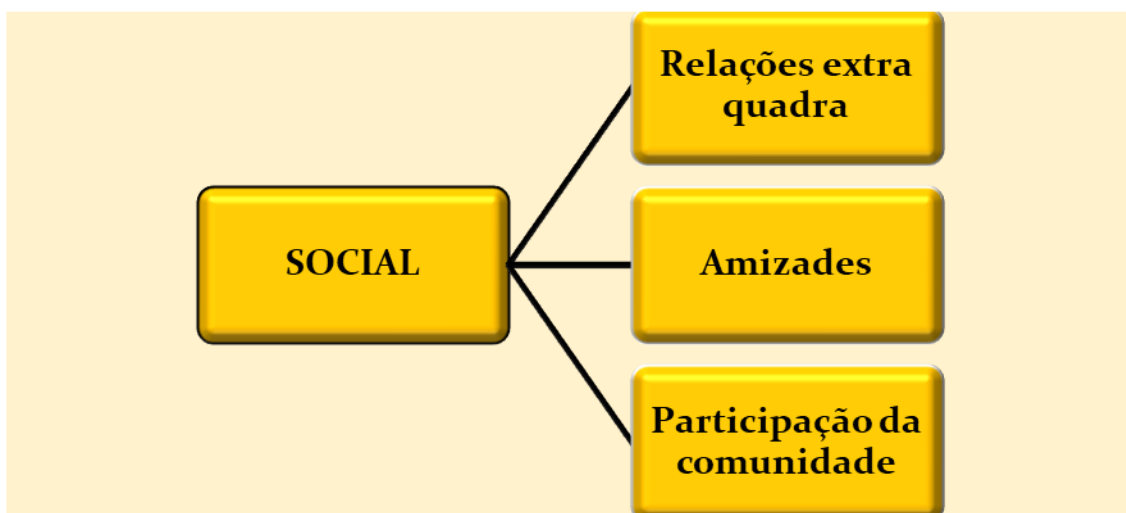 Relações extra
quadra
SOCIAL
Amizades
Participação da
comunidade